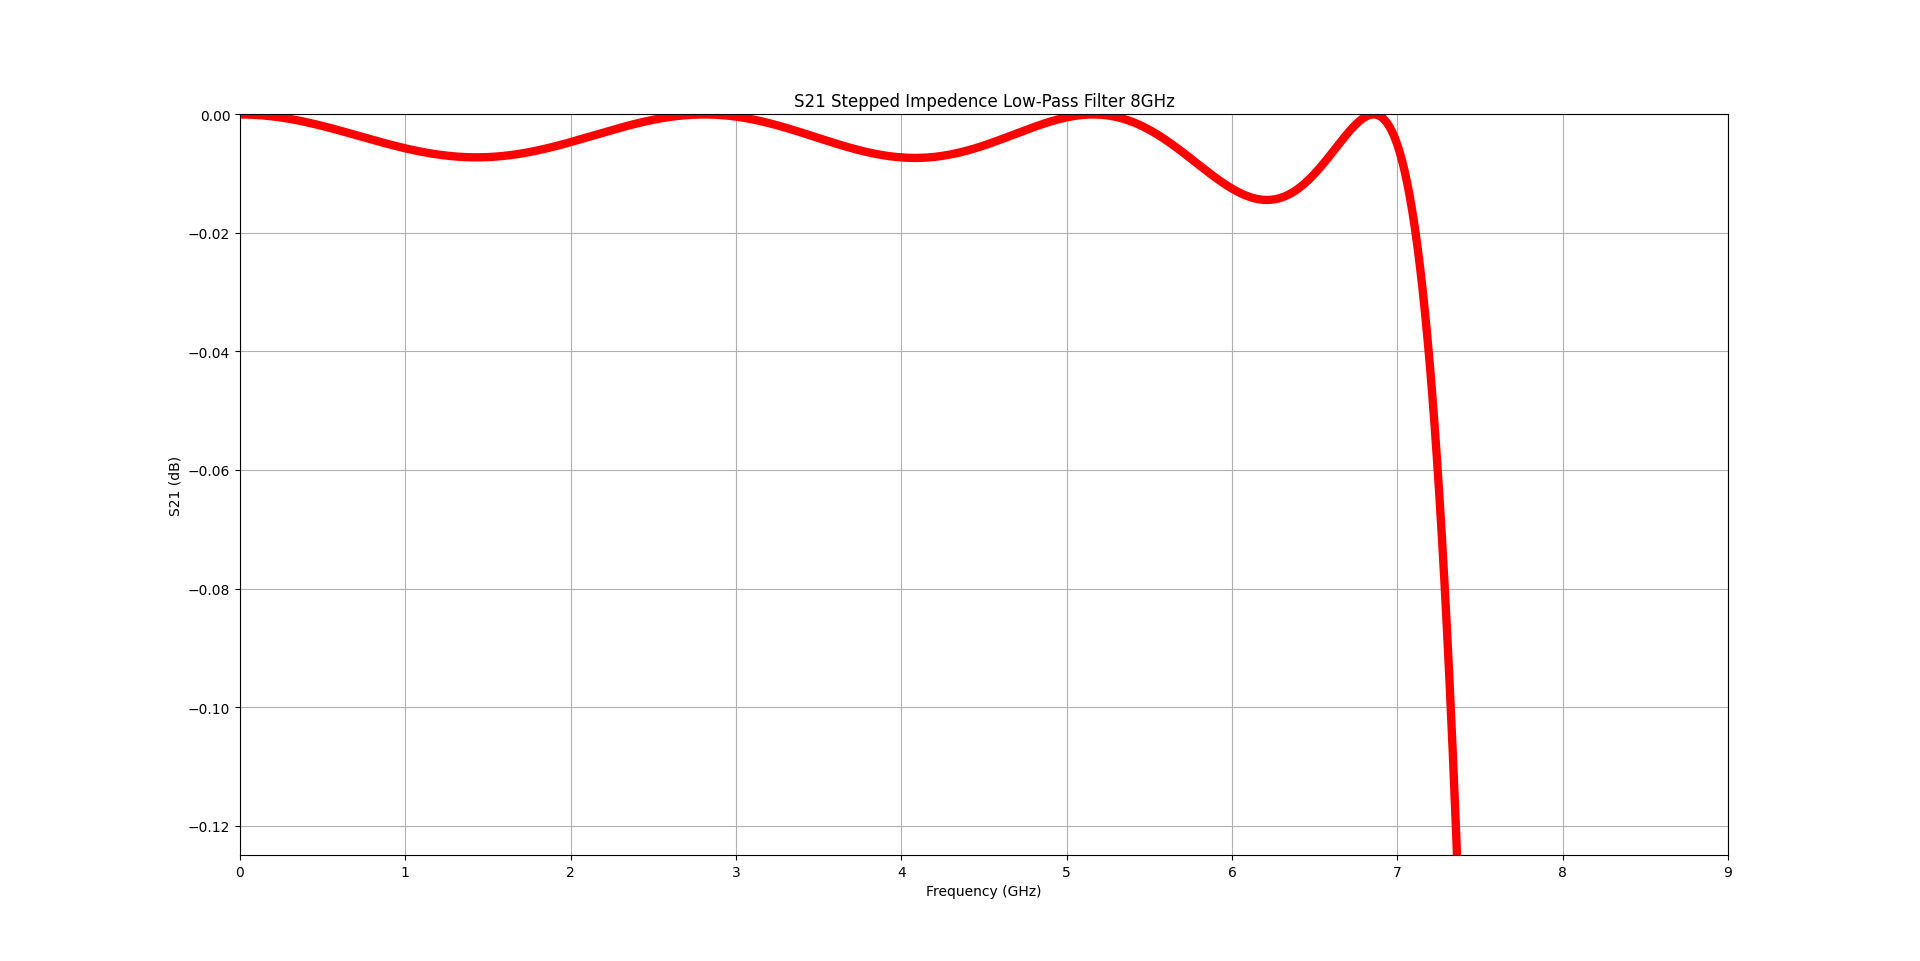 S21 Stepped Impedence Low-Pass Filter 8GHz
0.00
−0.02
−0.04
−0.06
−0.08
−0.10
−0.12
S21 (dB)
0 1 2 3 4 5 6 7 8 9
Frequency (GHz)